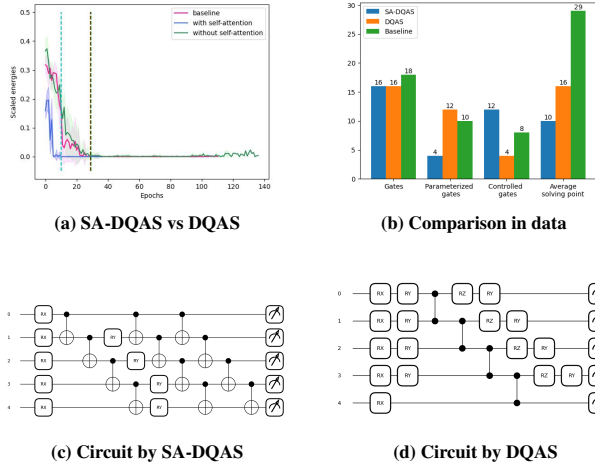 baseline
with self-attention
without self-attention
Scaled energies
0.5
0.4
0.3
0.2
0.1
0.0
0 20 40 60 80 100 120 140
Epochs
(a) SA-DQAS vs DQAS
SA-DQAS
DQAS
Baseline
30
25
20
15
10
5
0
16 16 18
4 12 10
12 4 8
10 16 29
Gates
Parameterized gates
Controlled gates
Average solving point
(b) Comparison in data
0 RX
1 RX RY
2 RX RY
3 RX RY
4 RX RY
(c) Circuit by SA-DQAS
0 RX RY RZ RY
1 RX RY RZ RY
2 RX RY RZ RY
3 RX RY RZ RY
4 RX
(d) Circuit by DQAS